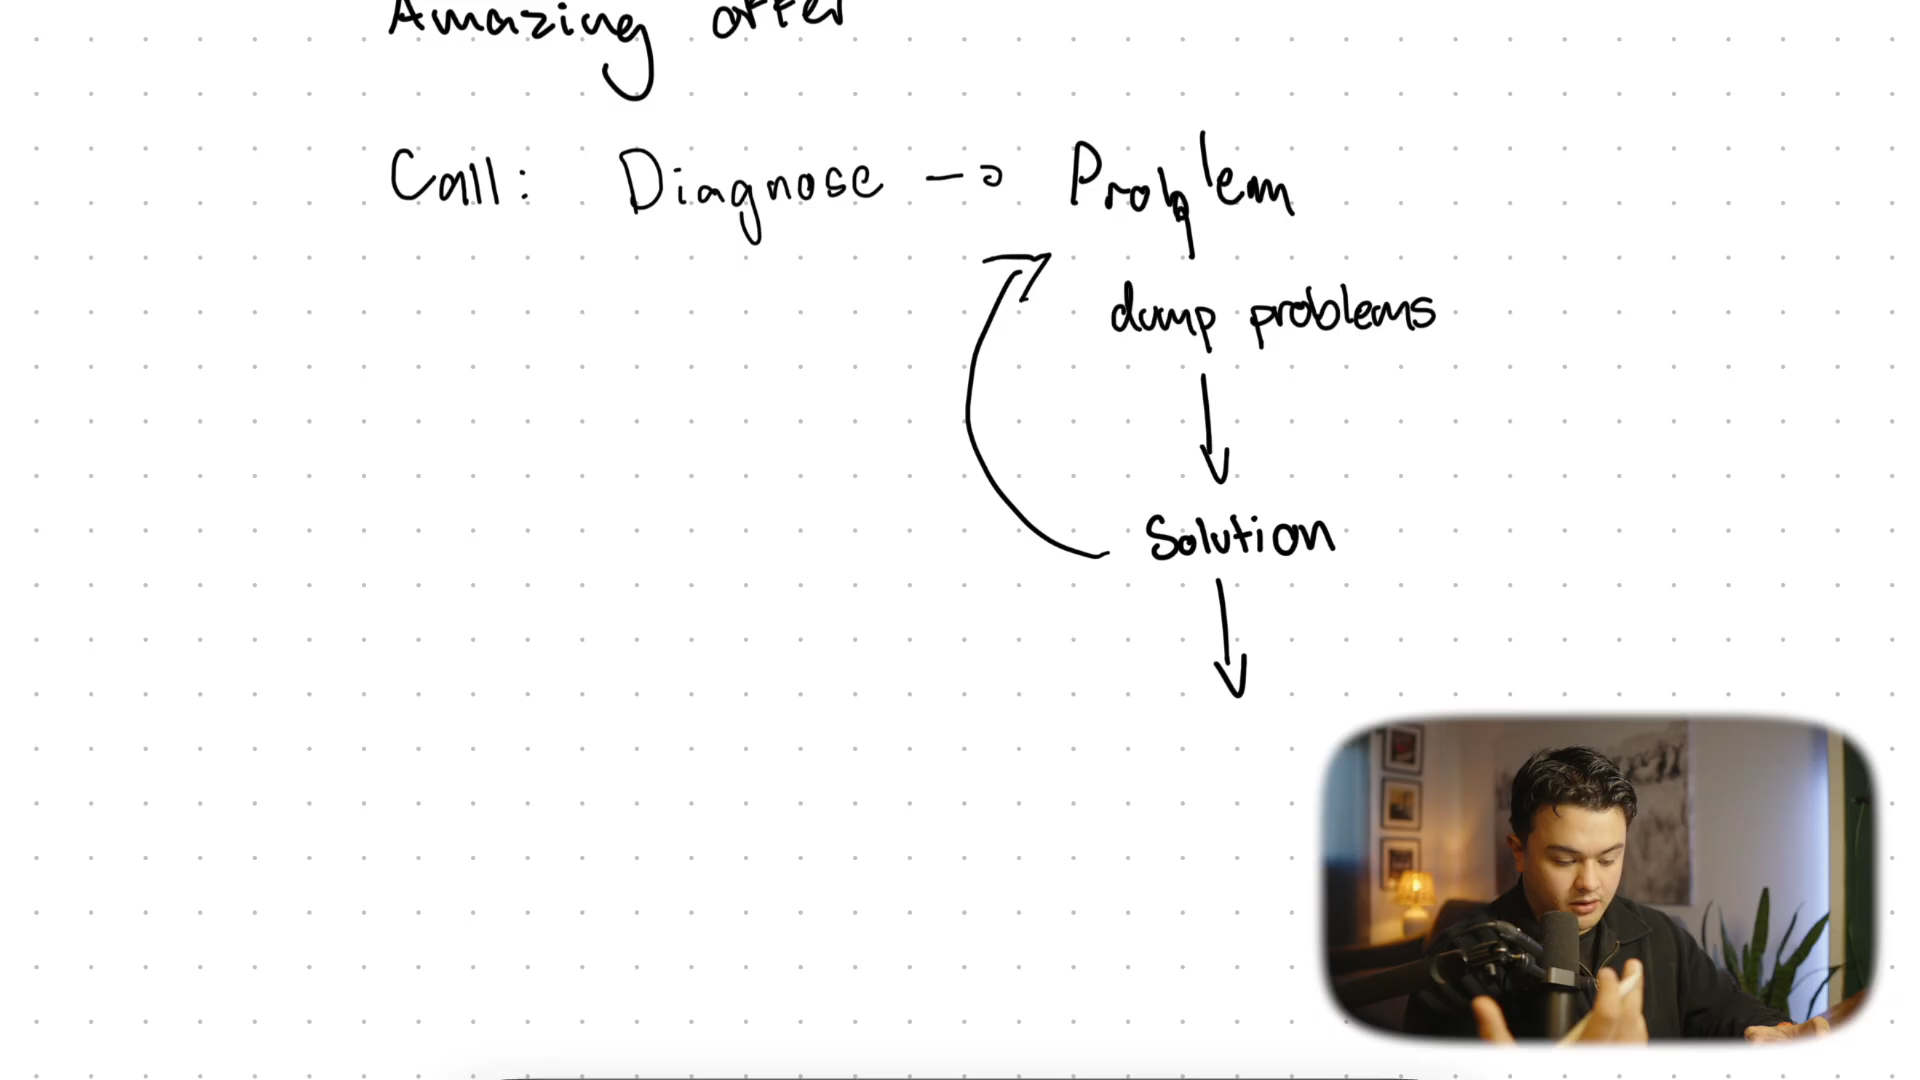 Amazing offer
Call: Diagnose → Problem
dump problems
Solution